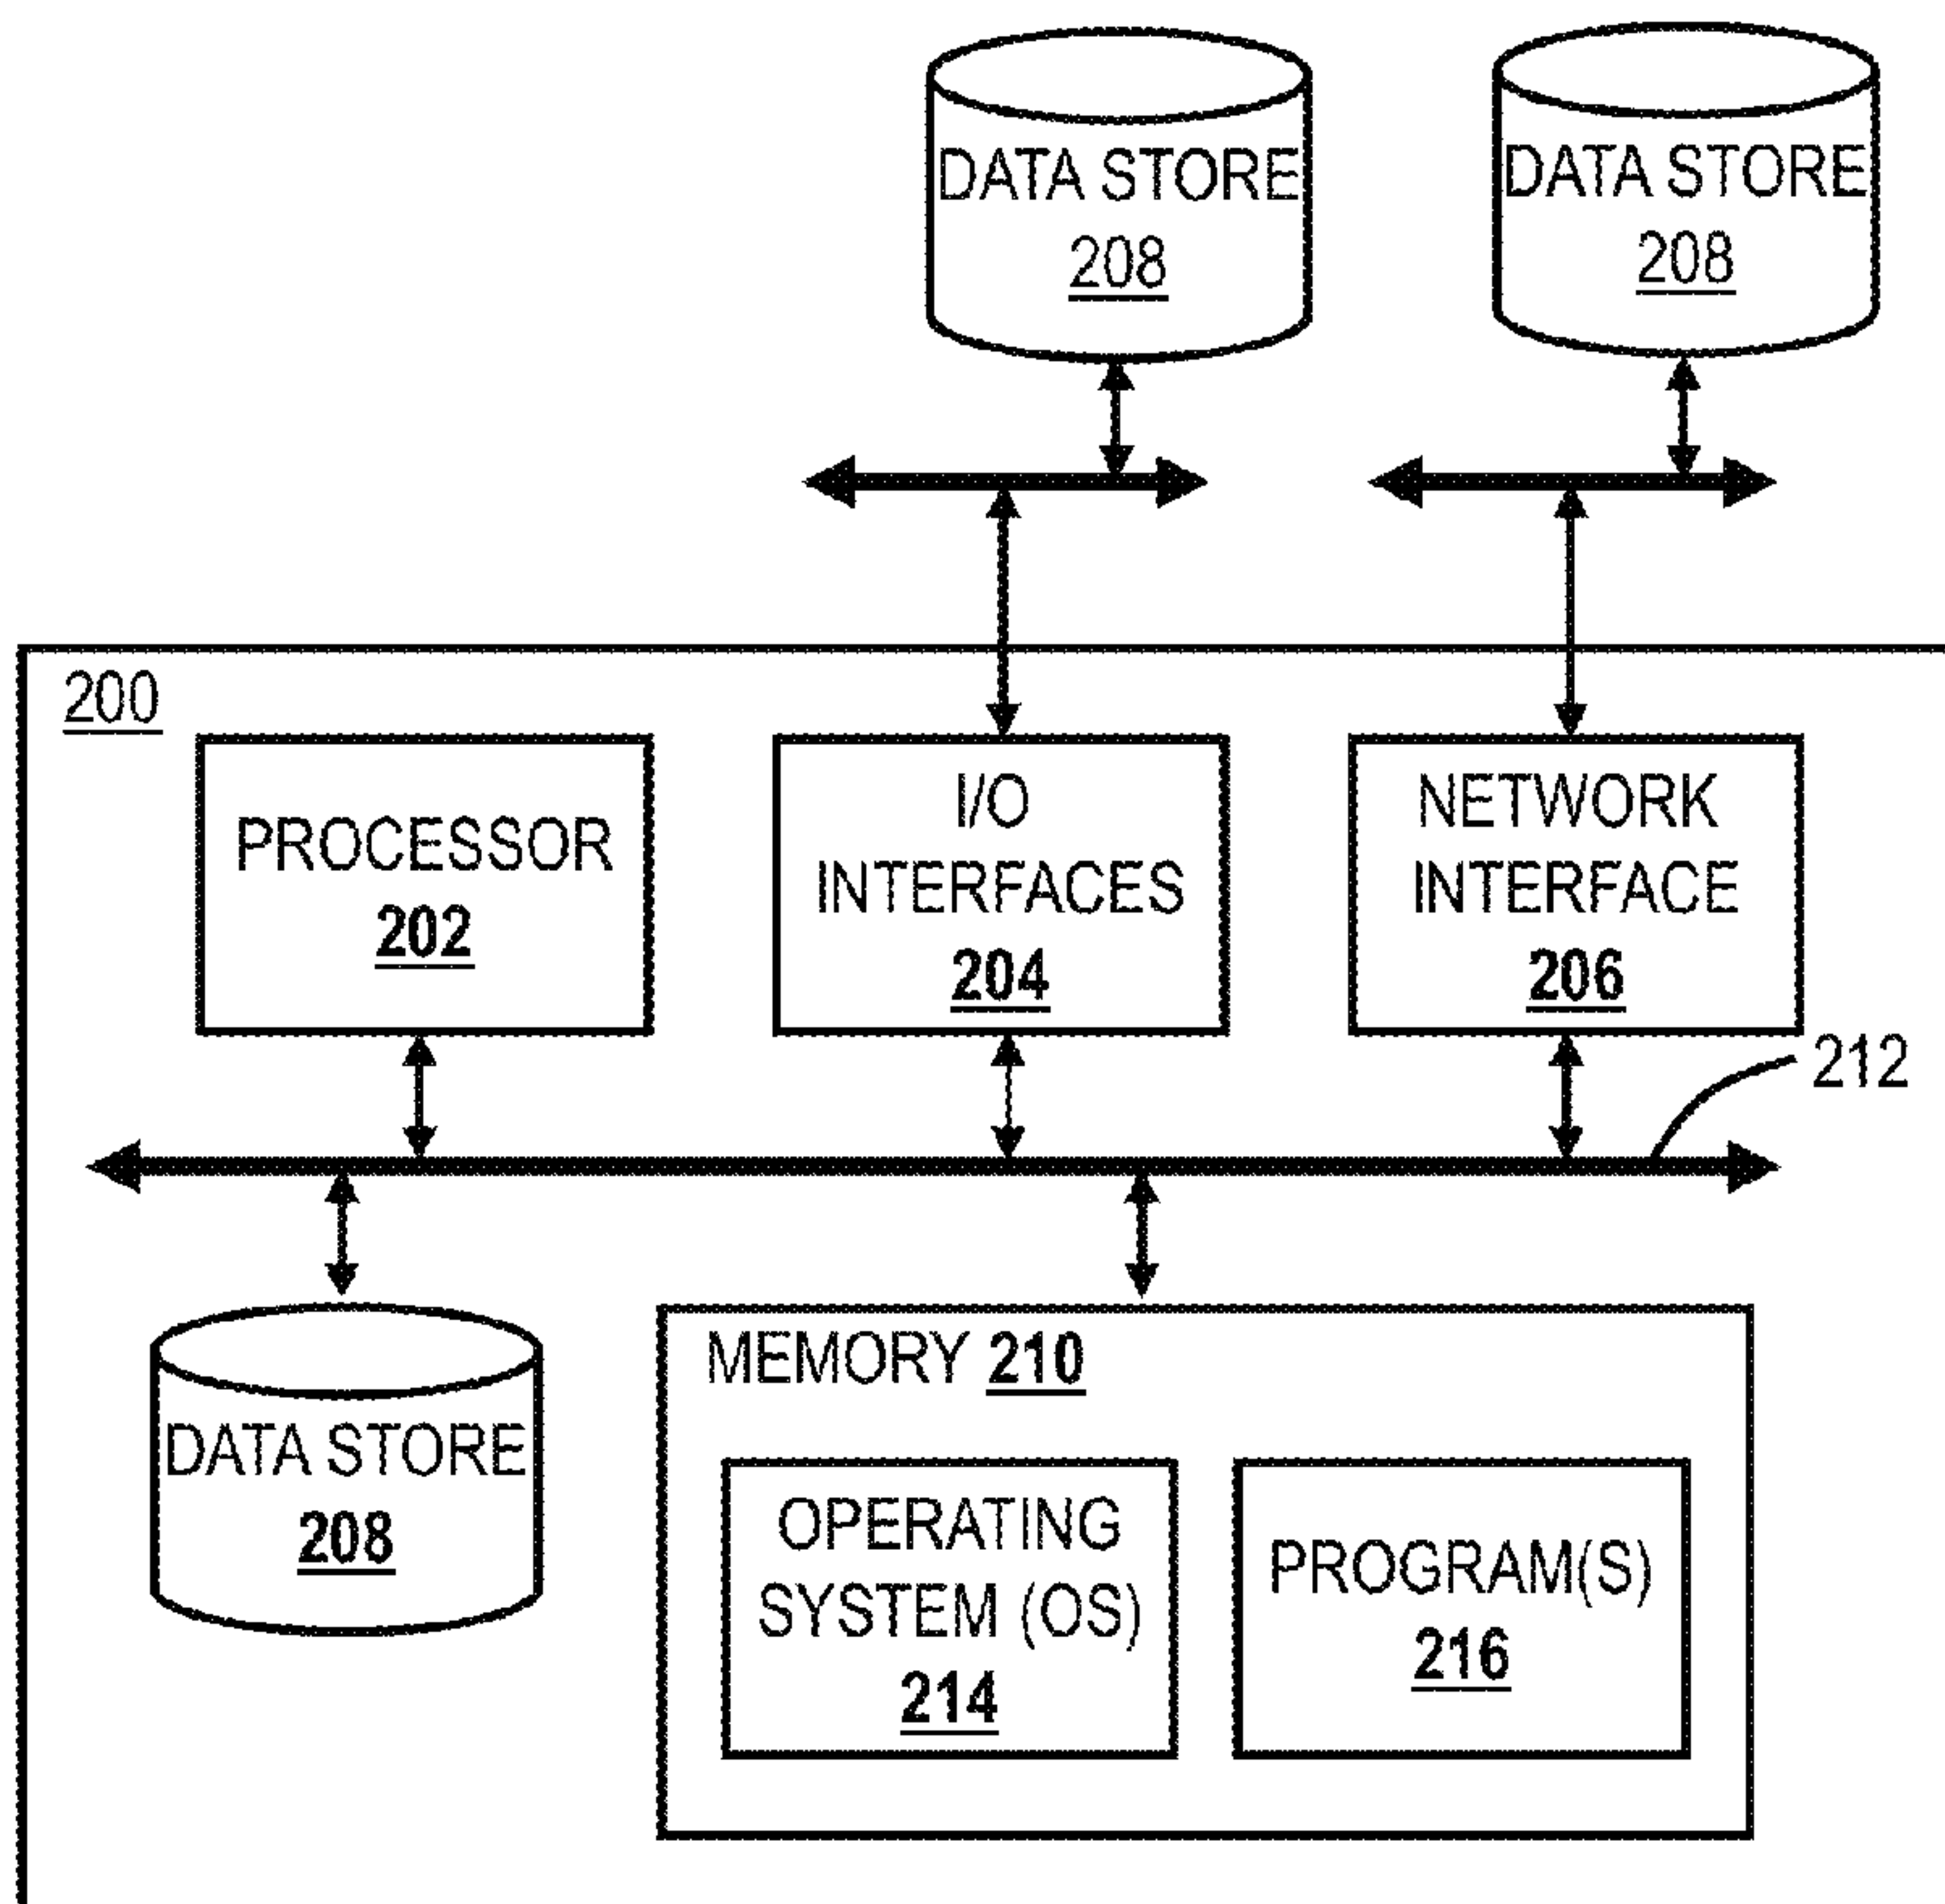 DATA STORE
208
DATA STORE
208
200
PROCESSOR
202
I/O
INTERFACES
204
NETWORK
INTERFACE
206
212
DATA STORE
208
MEMORY 210
OPERATING
SYSTEM (OS)
214
PROGRAM(S)
216